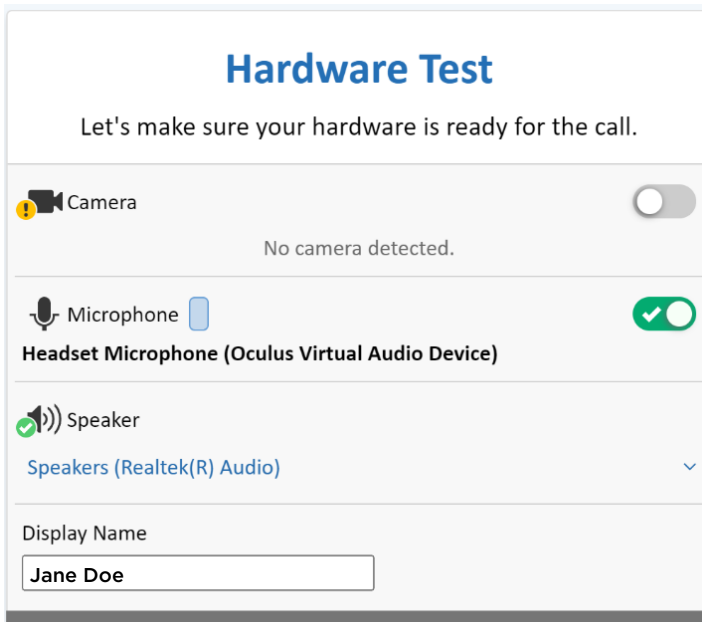 Hardware Test
Let's make sure your hardware is ready for the call.
Camera
No camera detected.
Microphone
Headset Microphone (Oculus Virtual Audio Device)
Speaker
Speakers (Realtek(R) Audio)
Display Name
Jane Doe